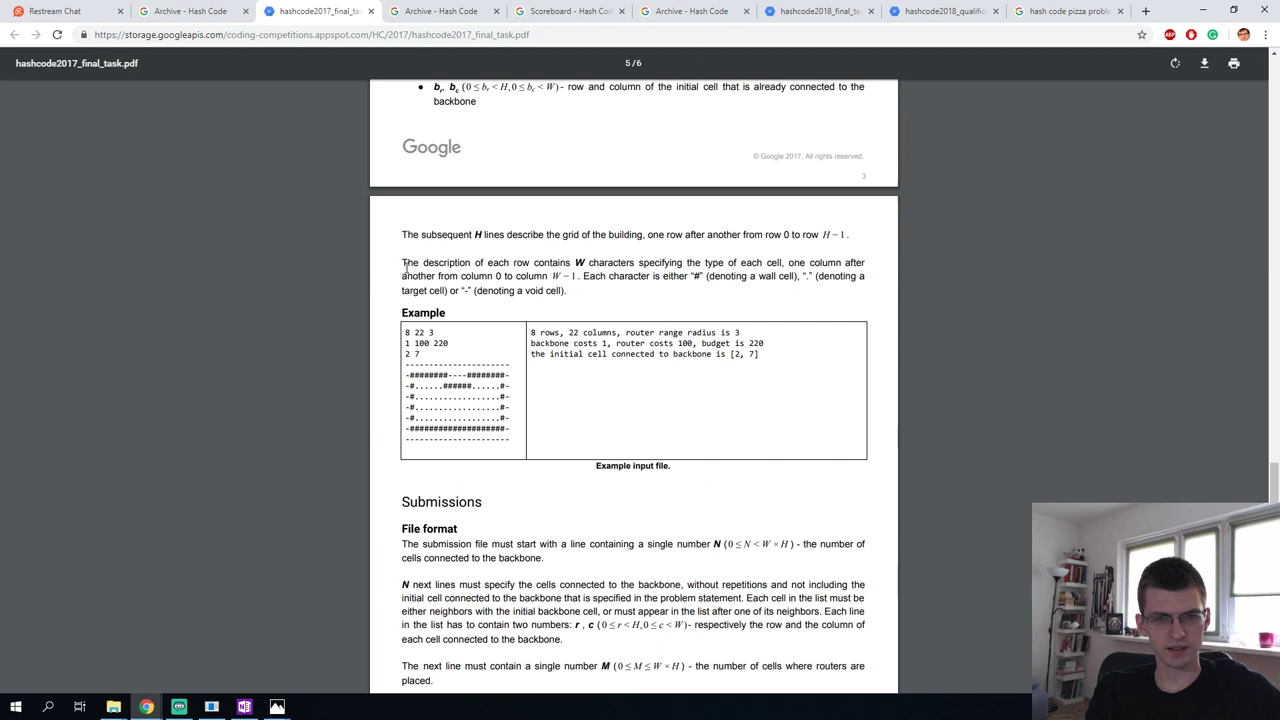 Restream Chat
Archive - Hash Code
hashcode2017_final_ta
Archive - Hash Code
Scoreboard - Hash Cod
Archive - Hash Code
hashcode2018_final_ta
hashcode2018_qualific
hash code pizza proble
https://storage.googleapis.com/coding-competitions.appspot.com/HC/2017/hashcode2017_final_task.pdf
hashcode2017_final_task.pdf
5 / 6
● br, bc (0 ≤ br < H, 0 ≤ bc < W) - row and column of the initial cell that is already connected to the
backbone
Google
© Google 2017, All rights reserved.
3
The subsequent H lines describe the grid of the building, one row after another from row 0 to row H − 1 .
The description of each row contains W characters specifying the type of each cell, one column after
another from column 0 to column W − 1 . Each character is either “#” (denoting a wall cell), “.” (denoting a
target cell) or “-” (denoting a void cell).
Example
8 22 3
1 100 220
2 7
----------------------
-########----########-
-#......######......#-
-#..................#-
-#..................#-
-#..................#-
-####################-
----------------------
8 rows, 22 columns, router range radius is 3
backbone costs 1, router costs 100, budget is 220
the initial cell connected to backbone is [2, 7]
Example input file.
Submissions
File format
The submission file must start with a line containing a single number N ( 0 ≤ N < W × H ) - the number of
cells connected to the backbone.
N next lines must specify the cells connected to the backbone, without repetitions and not including the
initial cell connected to the backbone that is specified in the problem statement. Each cell in the list must be
either neighbors with the initial backbone cell, or must appear in the list after one of its neighbors. Each line
in the list has to contain two numbers: r , c ( 0 ≤ r < H, 0 ≤ c < W) - respectively the row and the column of
each cell connected to the backbone.
The next line must contain a single number M ( 0 ≤ M ≤ W × H ) - the number of cells where routers are
placed.